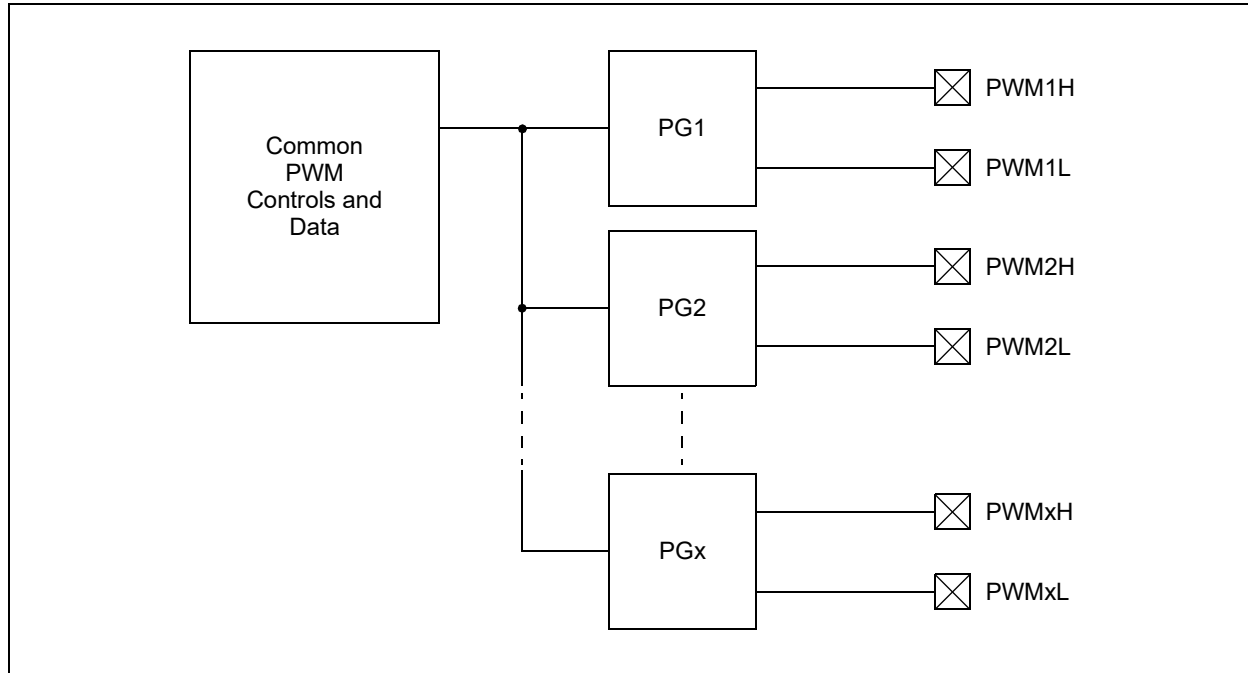 Common
PWM
Controls and
Data
PG1
PWM1H
PWM1L
PG2
PWM2H
PWM2L
PGx
PWMxH
PWMxL